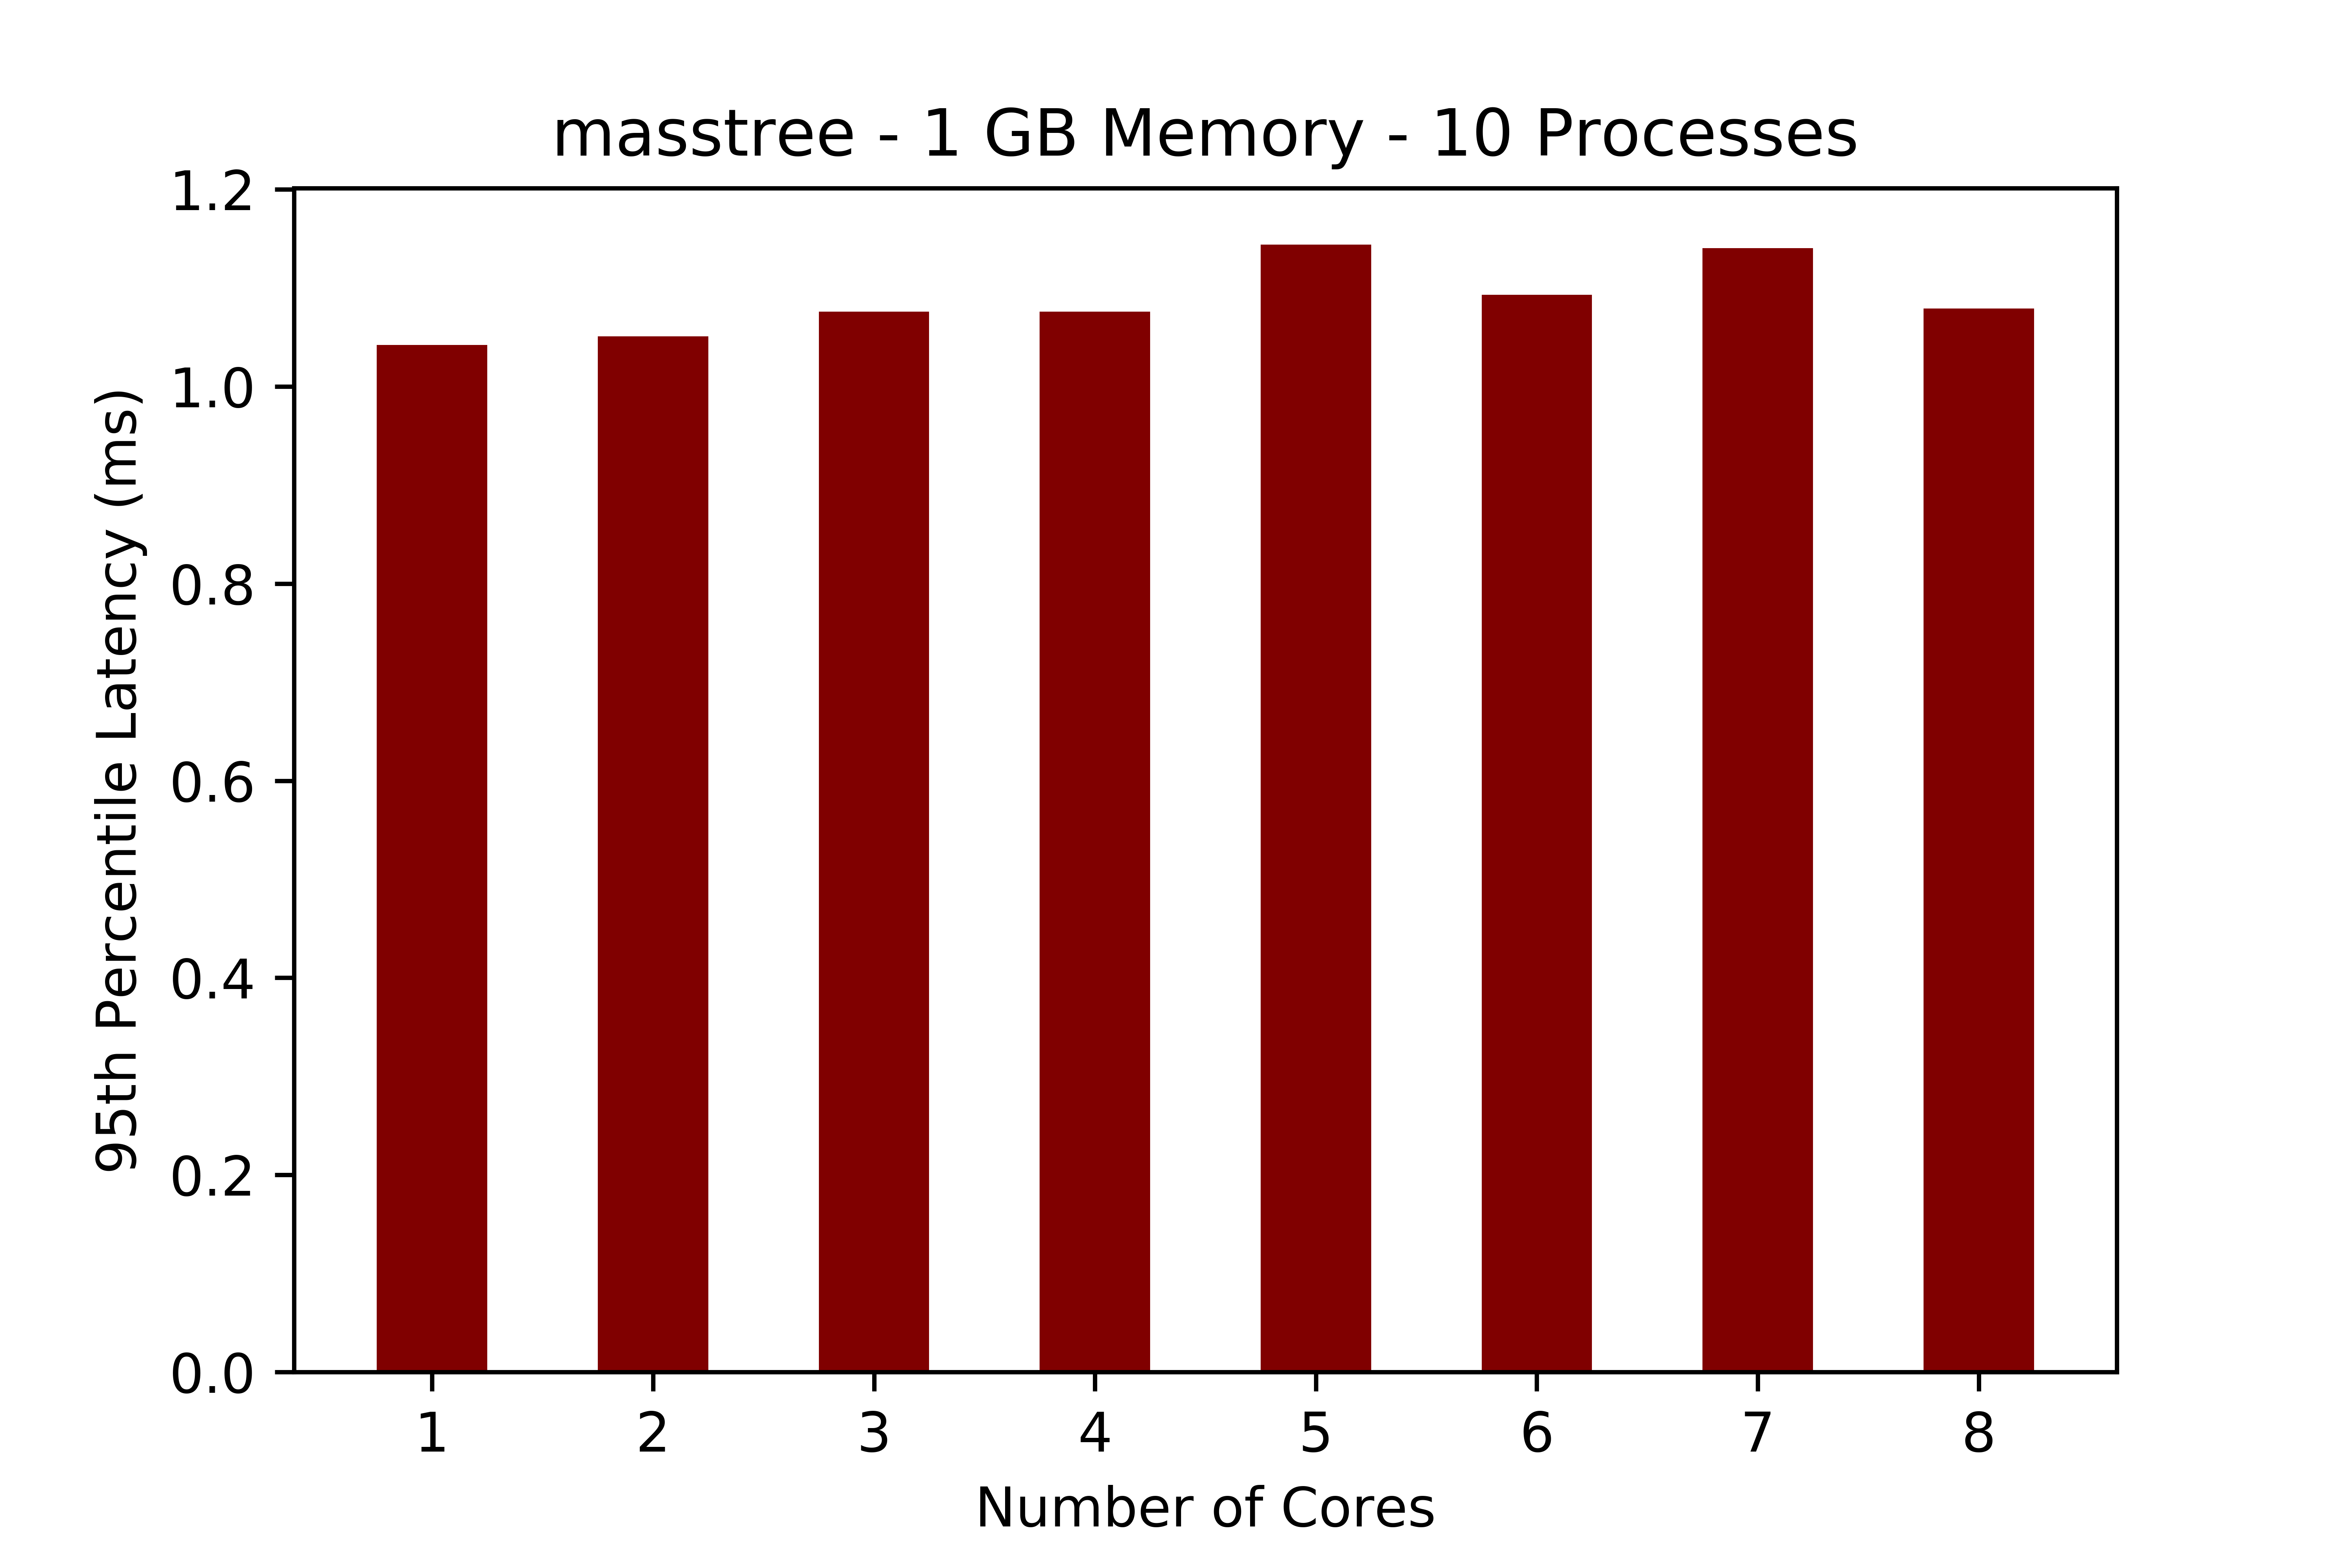 masstree - 1 GB Memory - 10 Processes
95th Percentile Latency (ms)
1.2
1.0
0.8
0.6
0.4
0.2
0.0
1 2 3 4 5 6 7 8
Number of Cores